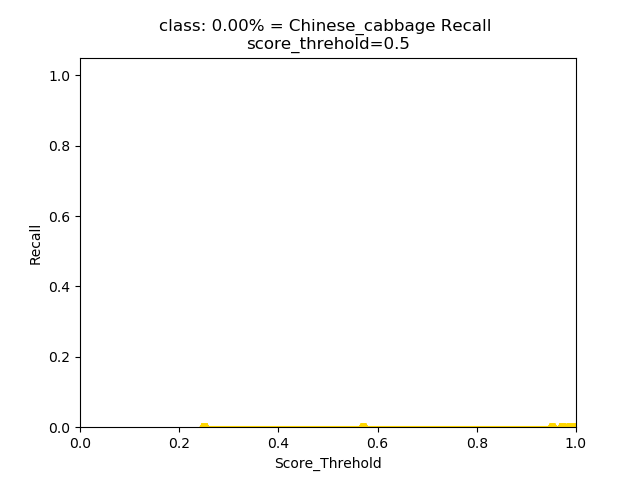 class: 0.00% = Chinese_cabbage Recall
score_threhold=0.5
1.0
0.8
0.6
0.4
0.2
0.0
Recall
0.0 0.2 0.4 0.6 0.8 1.0
Score_Threhold